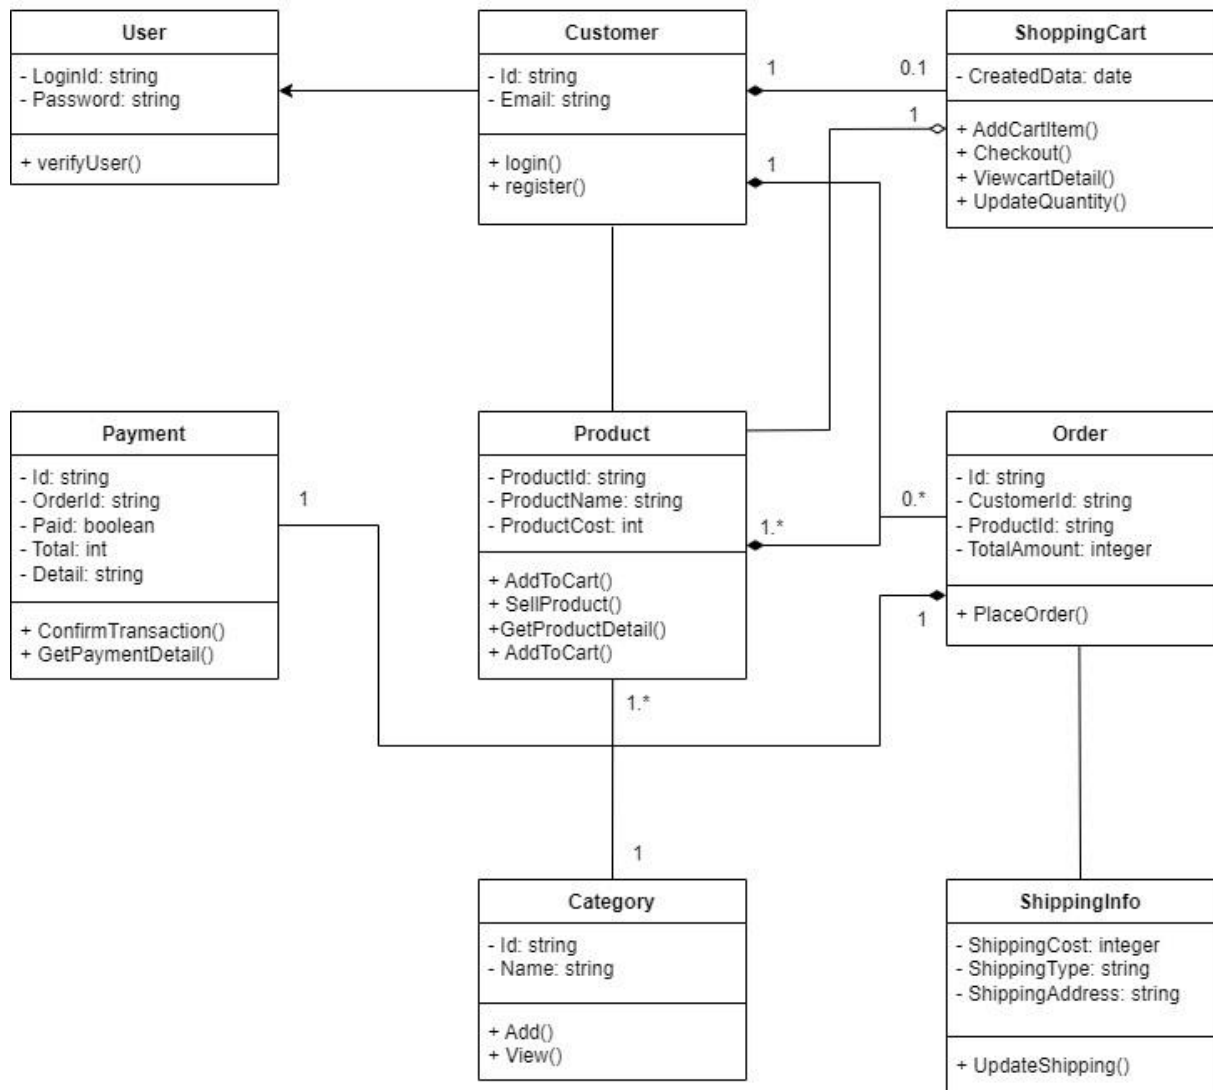 User
- LoginId: string
- Password: string
+ verifyUser()
Customer
- Id: string
- Email: string
+ login()
+ register()
1
0.1
1
1
ShoppingCart
- CreatedData: date
+ AddCartItem()
+ Checkout()
+ ViewcartDetail()
+ UpdateQuantity()
Payment
- Id: string
- OrderId: string
- Paid: boolean
- Total: int
- Detail: string
+ ConfirmTransaction()
+ GetPaymentDetail()
1
Product
- ProductId: string
- ProductName: string
- ProductCost: int
+ AddToCart()
+ SellProduct()
+GetProductDetail()
+ AddToCart()
1.*
0.*
1
Order
- Id: string
- CustomerId: string
- ProductId: string
- TotalAmount: integer
+ PlaceOrder()
1.*
1
Category
- Id: string
- Name: string
+ Add()
+ View()
ShippingInfo
- ShippingCost: integer
- ShippingType: string
- ShippingAddress: string
+ UpdateShipping()